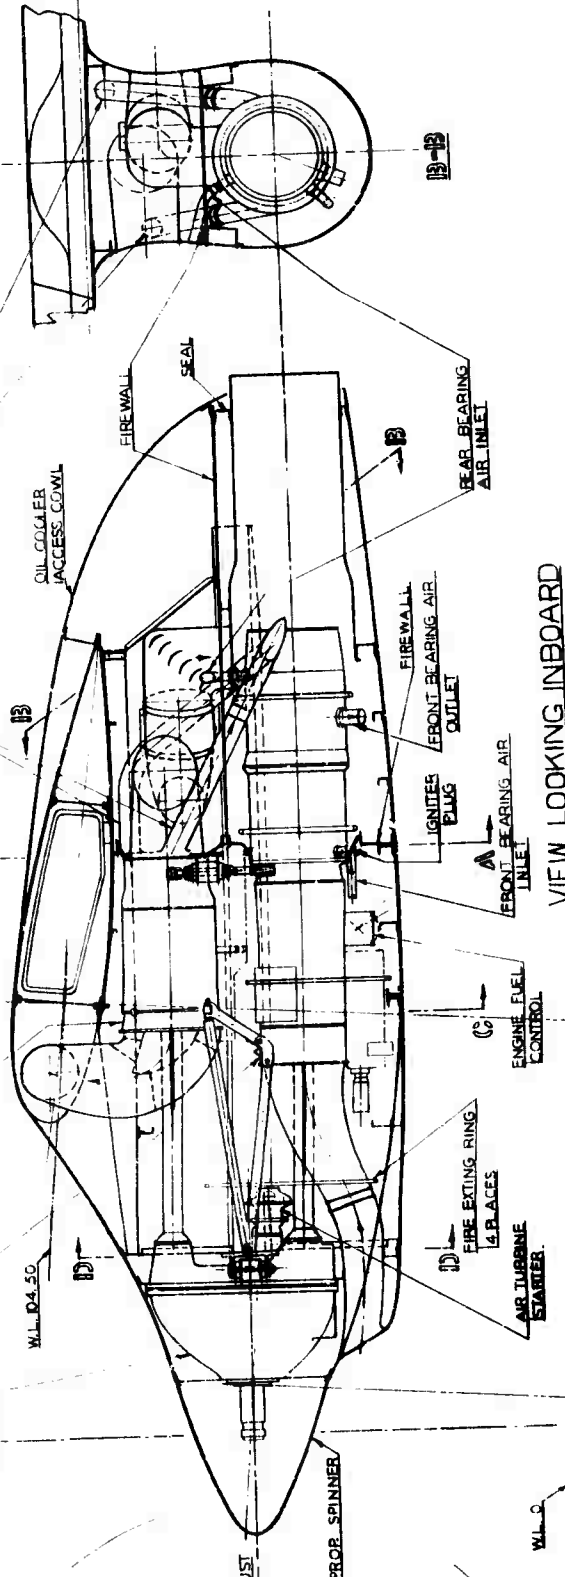 B-B
FIREWALL
SEAL
OIL COOLER
ACCESS COWL
B
B
REAR BEARING
AIR INLET
FIREWALL
FRONT BEARING AIR
OUTLET
IGNITER
PLUG
A
FRONT BEARING AIR
INLET
VIEW LOOKING INBOARD
C
ENGINE FUEL
CONTROL
FIRE EXTING RING
4 PLACES
D
D
AIR TURBINE
STARTER
W.L. 104.50
PROP. SPINNER
W.L. 0